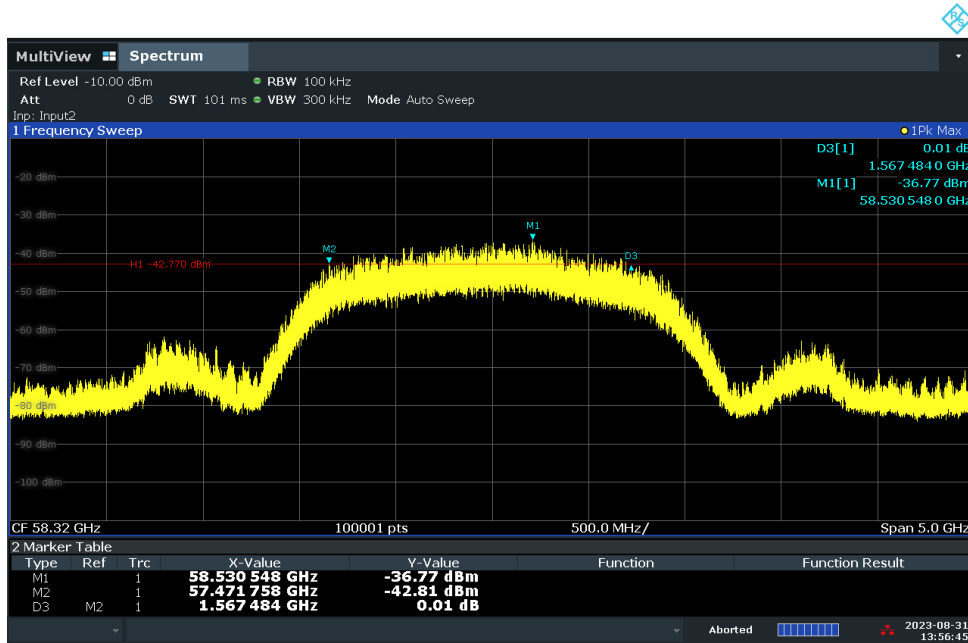 R&S
MultiView Spectrum
Ref Level -10.00 dBm RBW 100 kHz
Att 0 dB SWT 101 ms VBW 300 kHz Mode Auto Sweep
Inp: Input2
1 Frequency Sweep 1Pk Max
D3[1] 0.01 dB
1.567 484 0 GHz
M1[1] -36.77 dBm
58.530 548 0 GHz
-20 dBm
-30 dBm
M1
-40 dBm
M2
D3
H1 -42.770 dBm
-50 dBm
-60 dBm
-70 dBm
-80 dBm
-90 dBm
-100 dBm
CF 58.32 GHz 100001 pts 500.0 MHz/ Span 5.0 GHz
2 Marker Table
Type Ref Trc X-Value Y-Value Function Function Result
M1 1 58.530 548 GHz -36.77 dBm
M2 1 57.471 758 GHz -42.81 dBm
D3 M2 1 1.567 484 GHz 0.01 dB
Aborted 2023-08-31
13:56:45